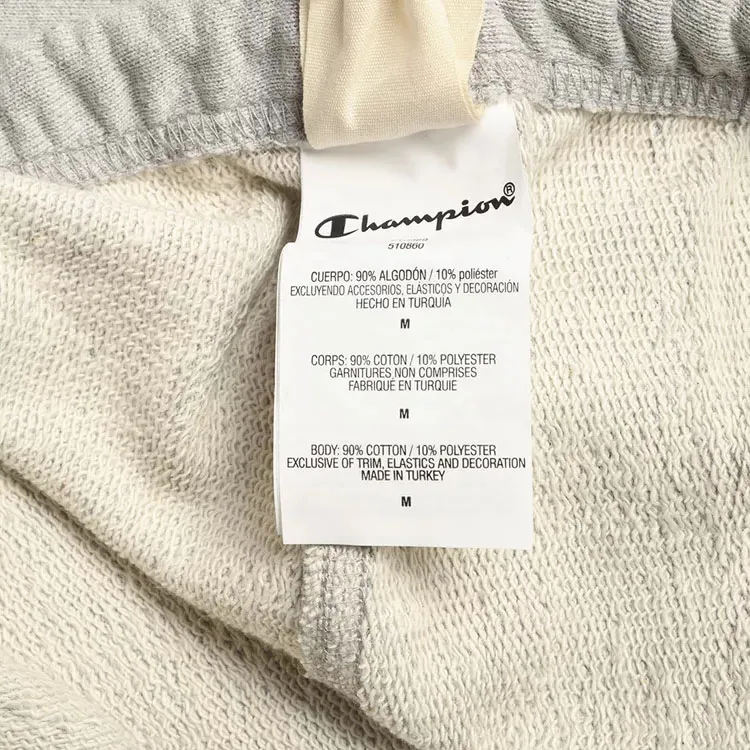 Champion®
510860
CUERPO: 90% ALGODÓN / 10% poliéster
EXCLUYENDO ACCESORIOS, ELÁSTICOS Y DECORACIÓN
HECHO EN TURQUÍA
M
CORPS: 90% COTON / 10% POLYESTER
GARNITURES NON COMPRISES
FABRIQUÉ EN TURQUIE
M
BODY: 90% COTTON / 10% POLYESTER
EXCLUSIVE OF TRIM, ELASTICS AND DECORATION
MADE IN TURKEY
M